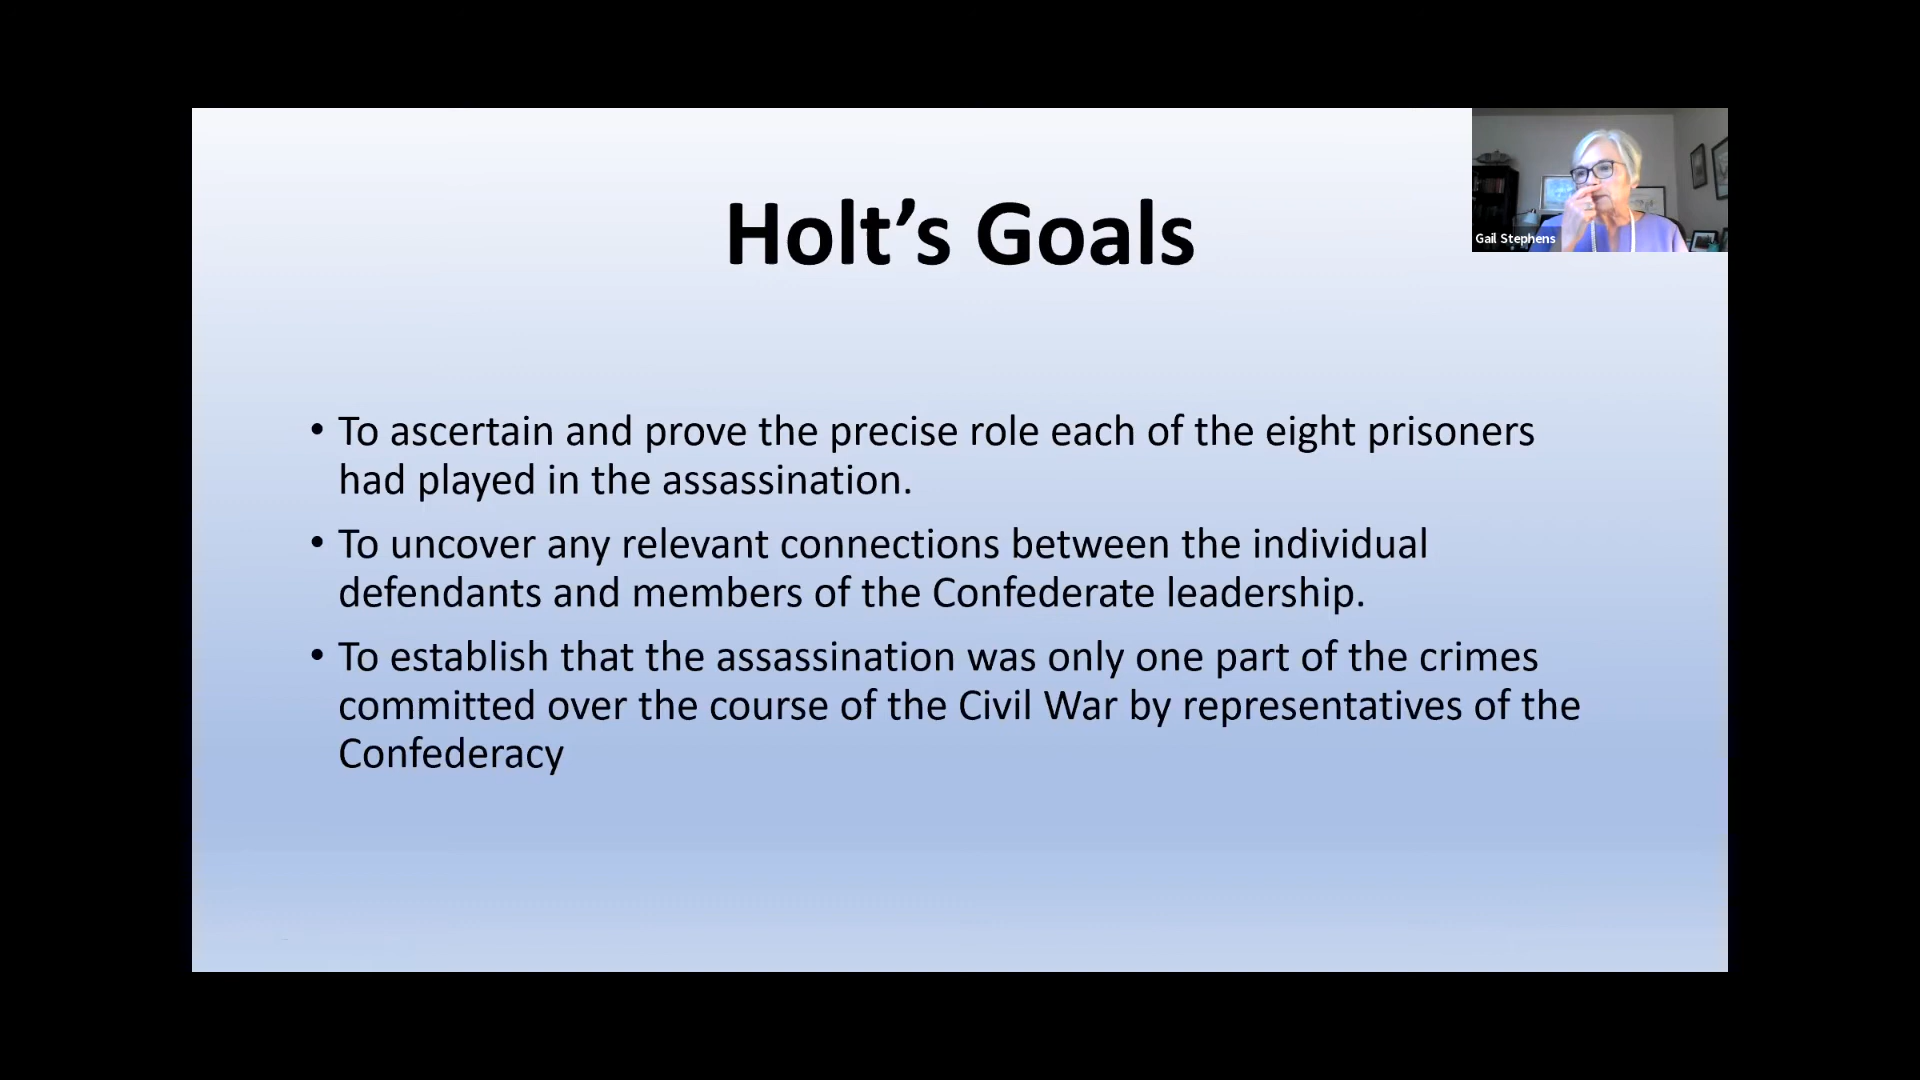 Holt’s Goals
Gail Stephens
• To ascertain and prove the precise role each of the eight prisoners
had played in the assassination.
• To uncover any relevant connections between the individual
defendants and members of the Confederate leadership.
• To establish that the assassination was only one part of the crimes
committed over the course of the Civil War by representatives of the
Confederacy